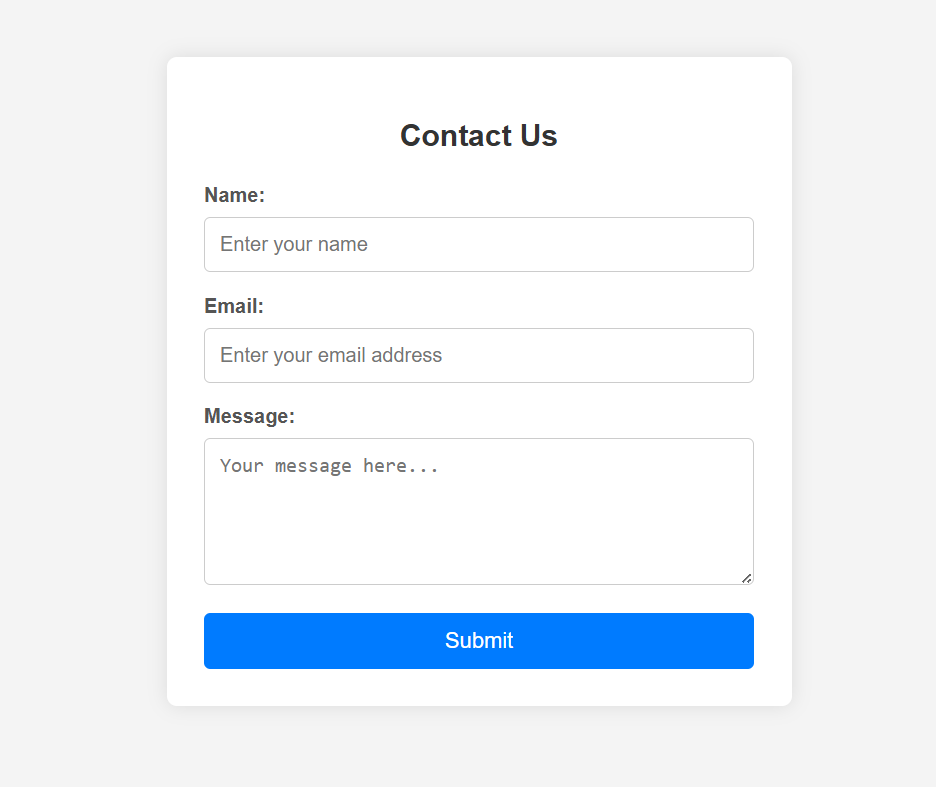 Contact Us
Name:
Enter your name
Email:
Enter your email address
Message:
Your message here...
Submit